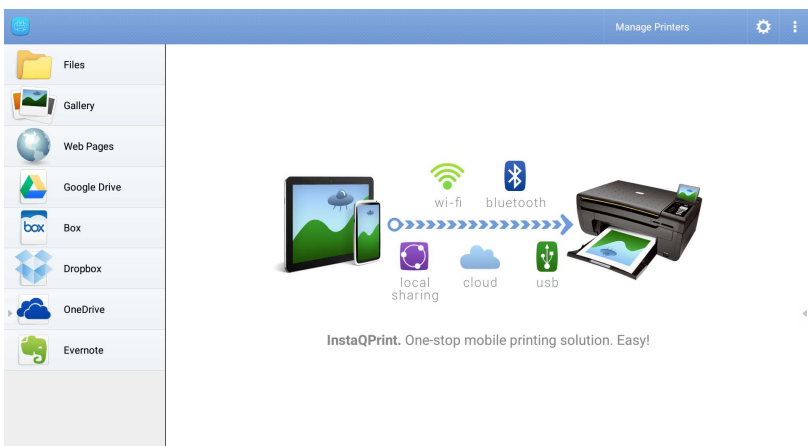 Manage Printers
Files
Gallery
Web Pages
Google Drive
box
Box
Dropbox
OneDrive
Evernote
wi-fi
bluetooth
local
sharing
cloud
usb
InstaQPrint. One-stop mobile printing solution. Easy!